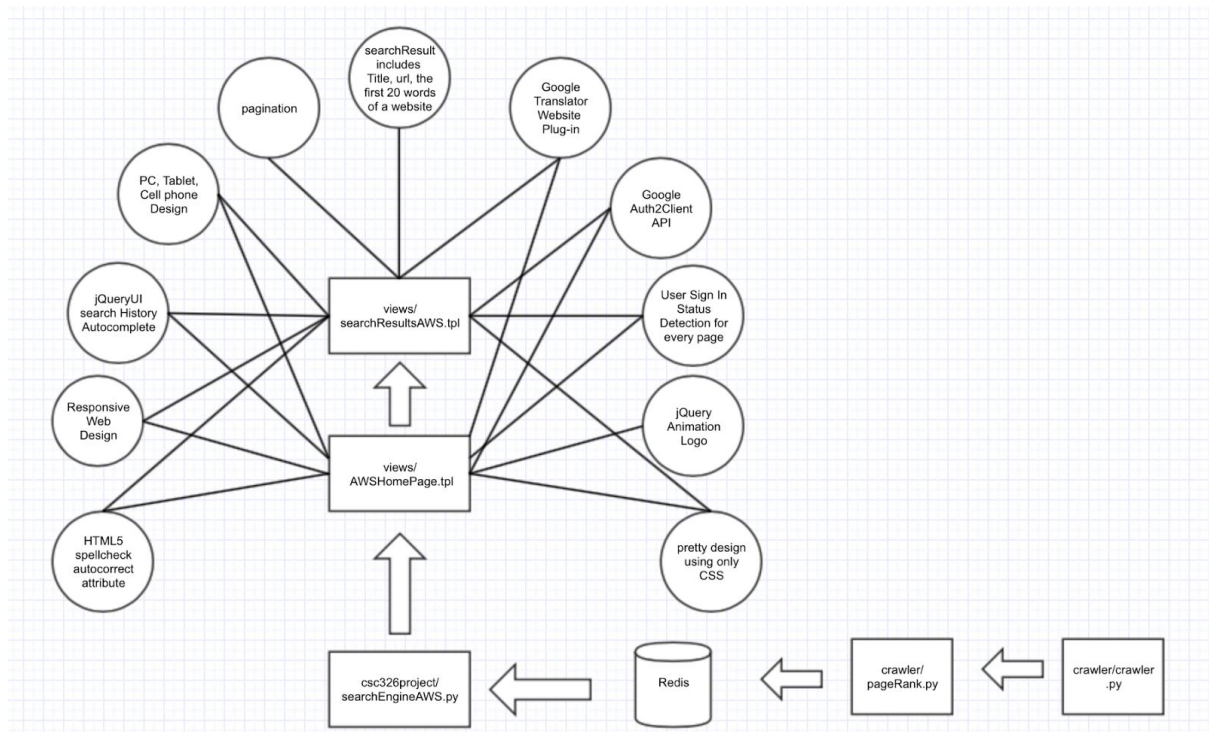 searchResult
includes
Title, url, the
first 20 words
of a website
pagination
Google
Translator
Website
Plug-in
PC, Tablet,
Cell phone
Design
Google
Auth2Client
API
jQueryUI
search History
Autocomplete
views/
searchResultsAWS.tpl
User Sign In
Status
Detection for
every page
Responsive
Web
Design
jQuery
Animation
Logo
views/
AWSHomePage.tpl
HTML5
spellcheck
autocorrect
attribute
pretty design
using only
CSS
csc326project/
searchEngineAWS.py
Redis
crawler/
pageRank.py
crawler/crawler
.py